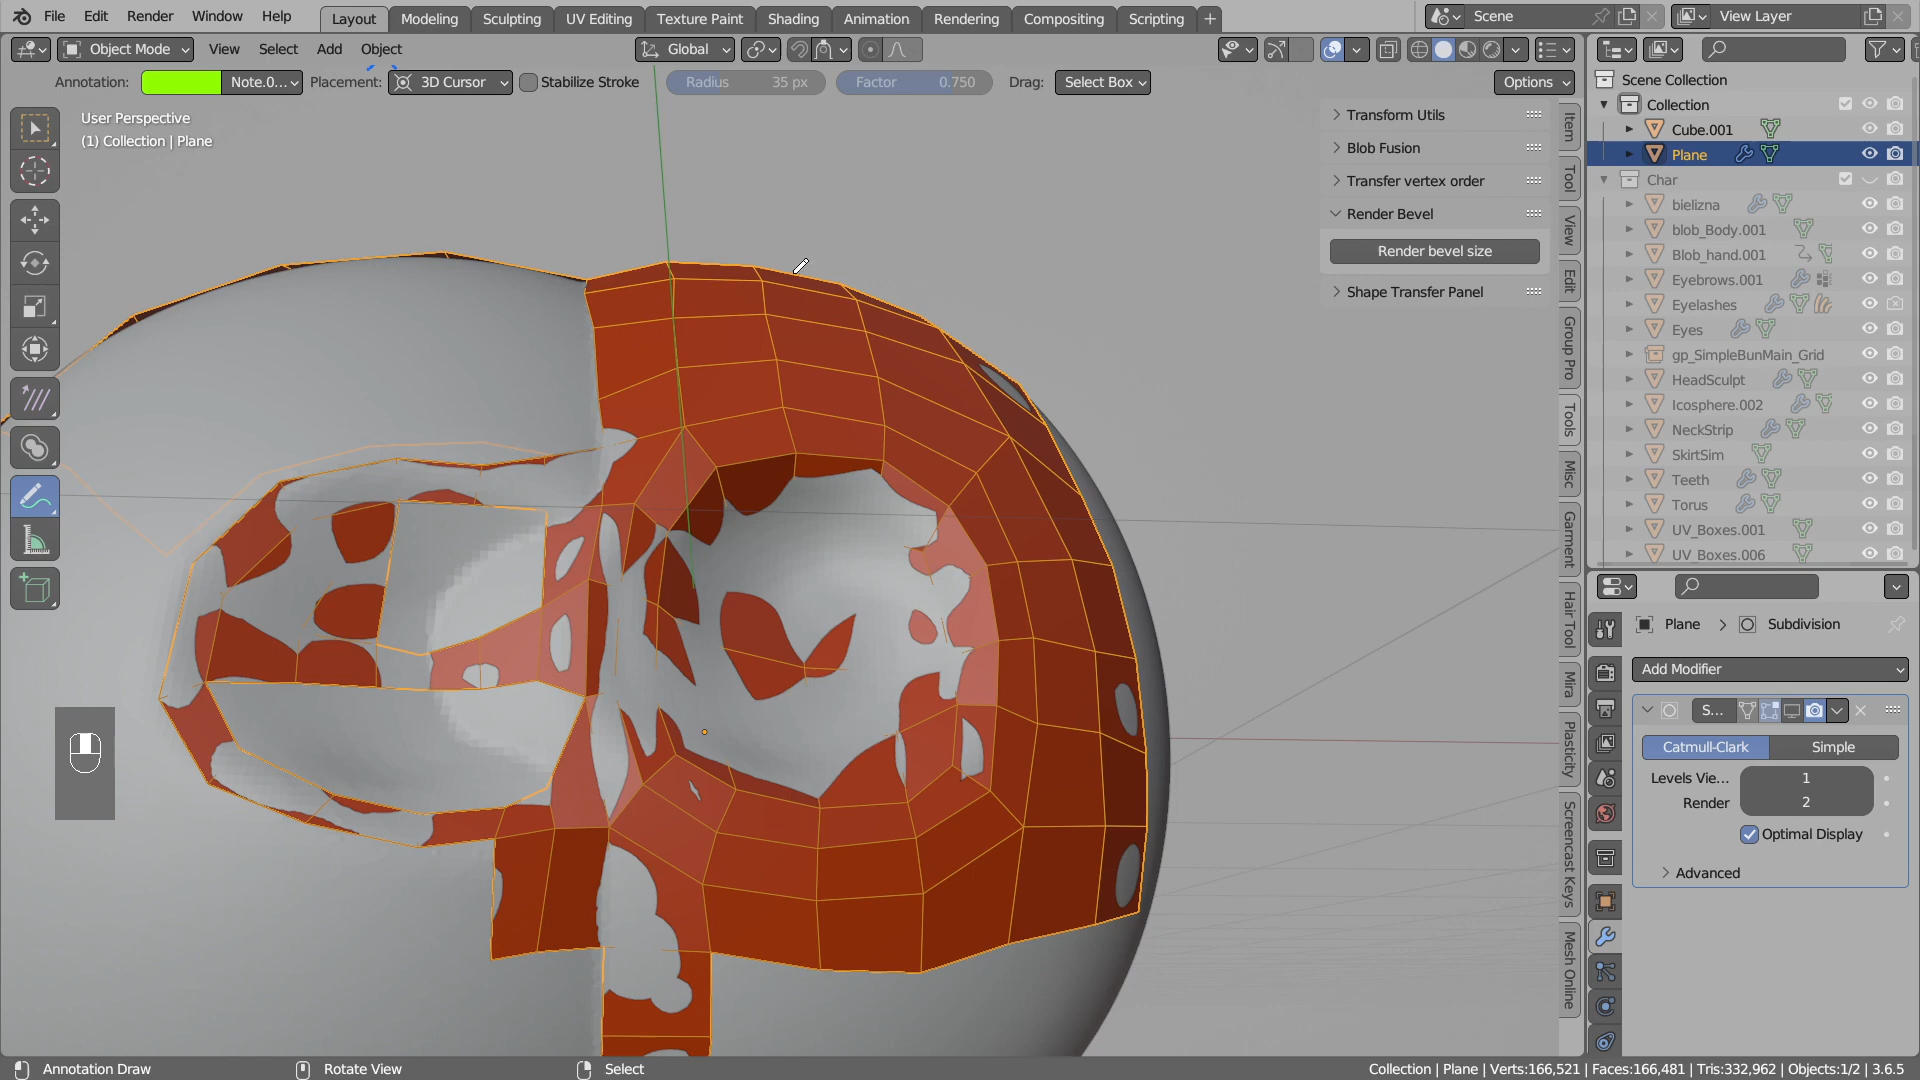 File Edit Render Window Help Layout Modeling Sculpting UV Editing Texture Paint Shading Animation Rendering Compositing Scripting + Scene View Layer
Object Mode View Select Add Object Global
Annotation: Note.0... Placement: 3D Cursor Stabilize Stroke Radius 35 px Factor 0.750 Drag: Select Box Options
User Perspective
(1) Collection | Plane
Transform Utils
Blob Fusion
Transfer vertex order
Render Bevel
Render bevel size
Shape Transfer Panel
Item
Tool
View
Edit
Group Pro
Tools
Misc
Garment
Hair Tool
Mira
Plasticity
Screencast Keys
Mesh Online
Scene Collection
Collection
Cube.001
Plane
Char
bielizna
blob_Body.001
Blob_hand.001
Eyebrows.001
Eyelashes
Eyes
gp_SimpleBunMain_Grid
HeadSculpt
Icosphere.002
NeckStrip
SkirtSim
Teeth
Torus
UV_Boxes.001
UV_Boxes.006
Plane Subdivision
Add Modifier
S...
Catmull-Clark Simple
Levels Vie... 1
Render 2
Optimal Display
Advanced
Annotation Draw Rotate View Select Collection | Plane | Verts:166,521 | Faces:166,481 | Tris:332,962 | Objects:1/2 | 3.6.5